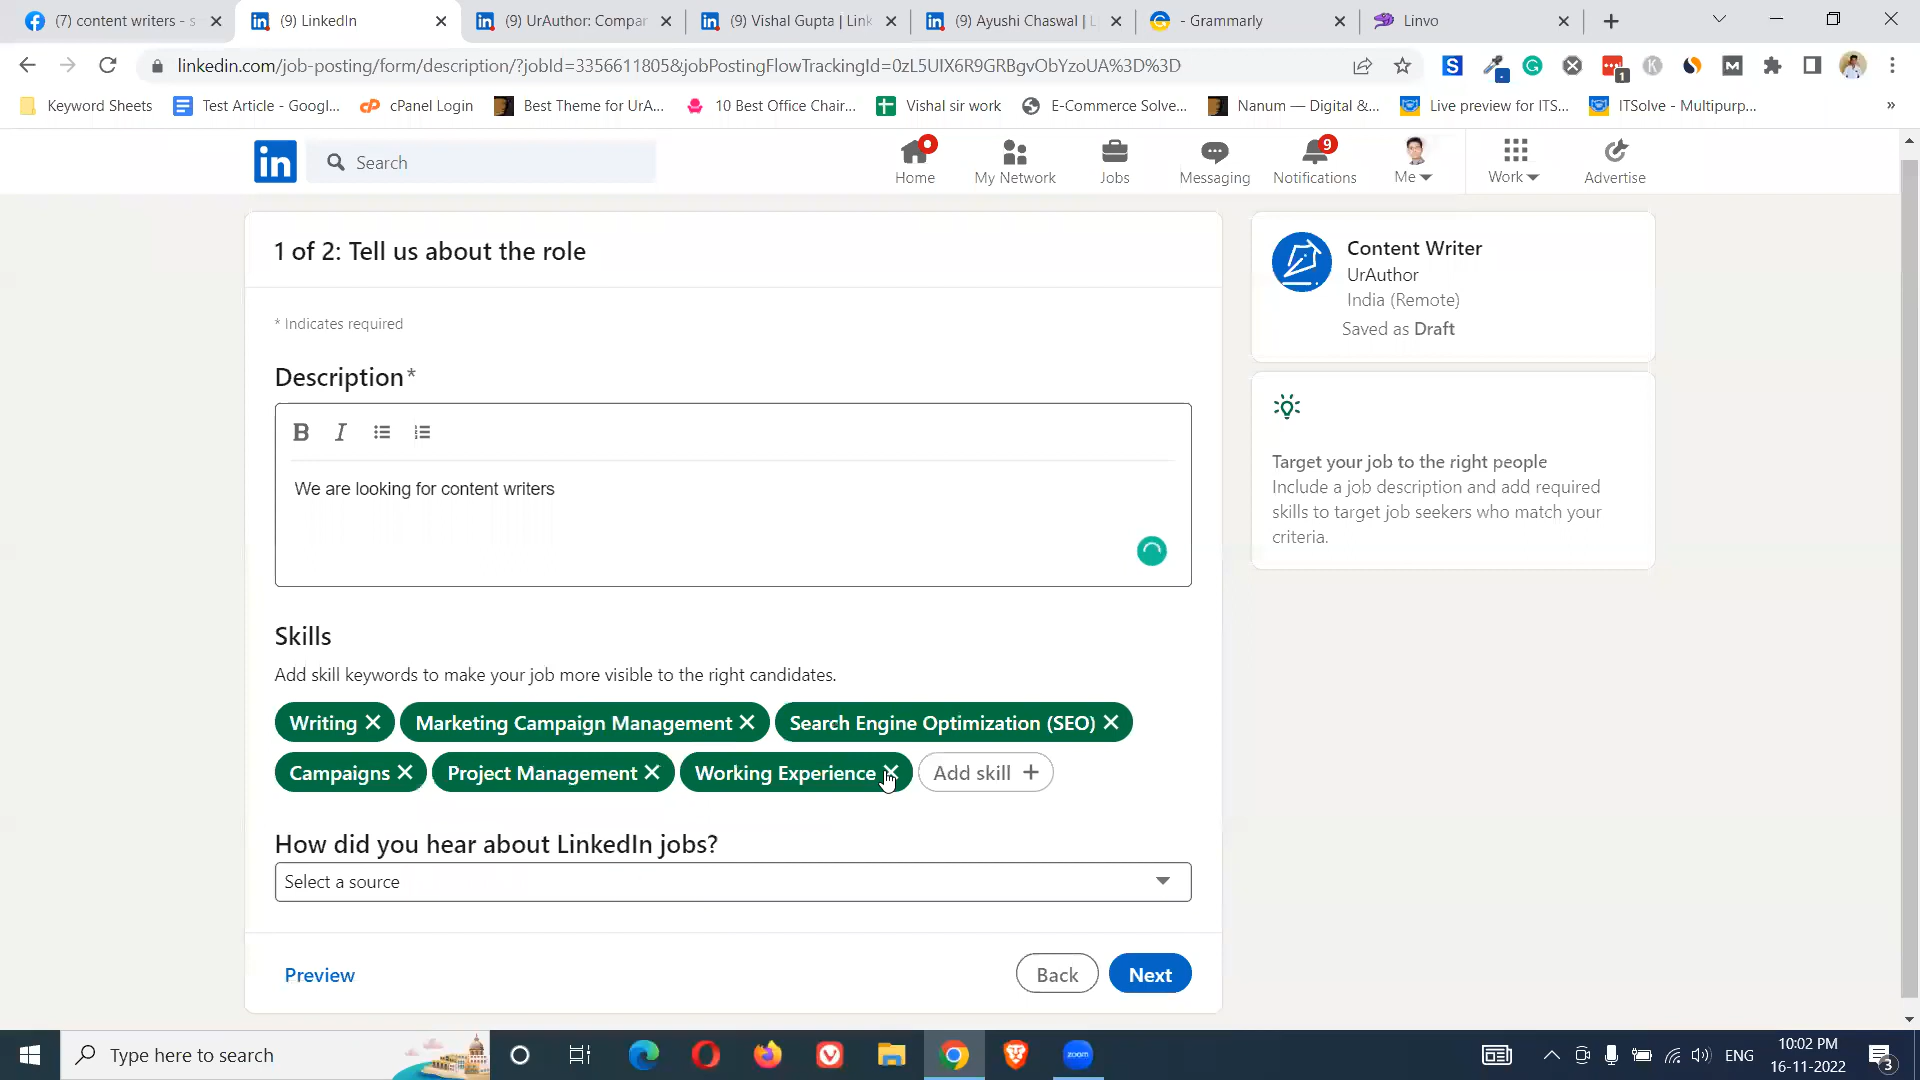 (7) content writers - s
(9) LinkedIn
(9) UrAuthor: Compar
(9) Vishal Gupta | Link
(9) Ayushi Chaswal | L
- Grammarly
Linvo
linkedin.com/job-posting/form/description/?jobId=3356611805&jobPostingFlowTrackingId=0zL5UIX6R9GRBgvObYzoUA%3D%3D
Keyword Sheets
Test Article - Googl...
cPanel Login
Best Theme for UrA...
10 Best Office Chair...
Vishal sir work
E-Commerce Solve...
Nanum — Digital &...
Live preview for ITS...
ITSolve - Multipurp...
»
in
Search
Home
My Network
Jobs
Messaging
9
Notifications
Me
Work
Advertise
1 of 2: Tell us about the role
* Indicates required
Description*
B I
We are looking for content writers
Skills
Add skill keywords to make your job more visible to the right candidates.
Writing
Marketing Campaign Management
Search Engine Optimization (SEO)
Campaigns
Project Management
Working Experience
Add skill +
How did you hear about LinkedIn jobs?
Select a source
Preview
Back
Next
Content Writer
UrAuthor
India (Remote)
Saved as Draft
Target your job to the right people
Include a job description and add required
skills to target job seekers who match your
criteria.
Type here to search
zoom
ENG
10:02 PM
16-11-2022
3